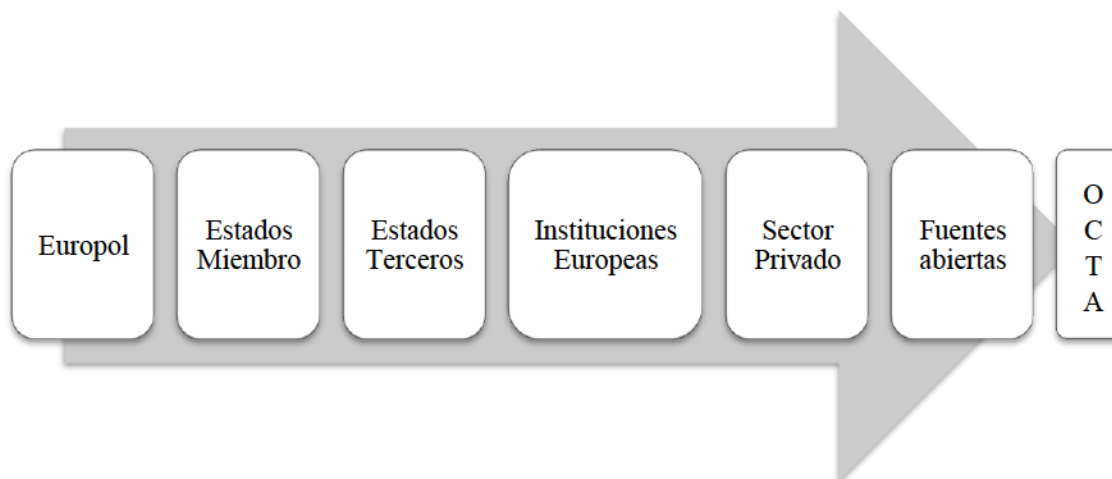 Europol
Estados
Miembro
Estados
Terceros
Instituciones
Europeas
Sector
Privado
Fuentes
abiertas
O
C
T
A